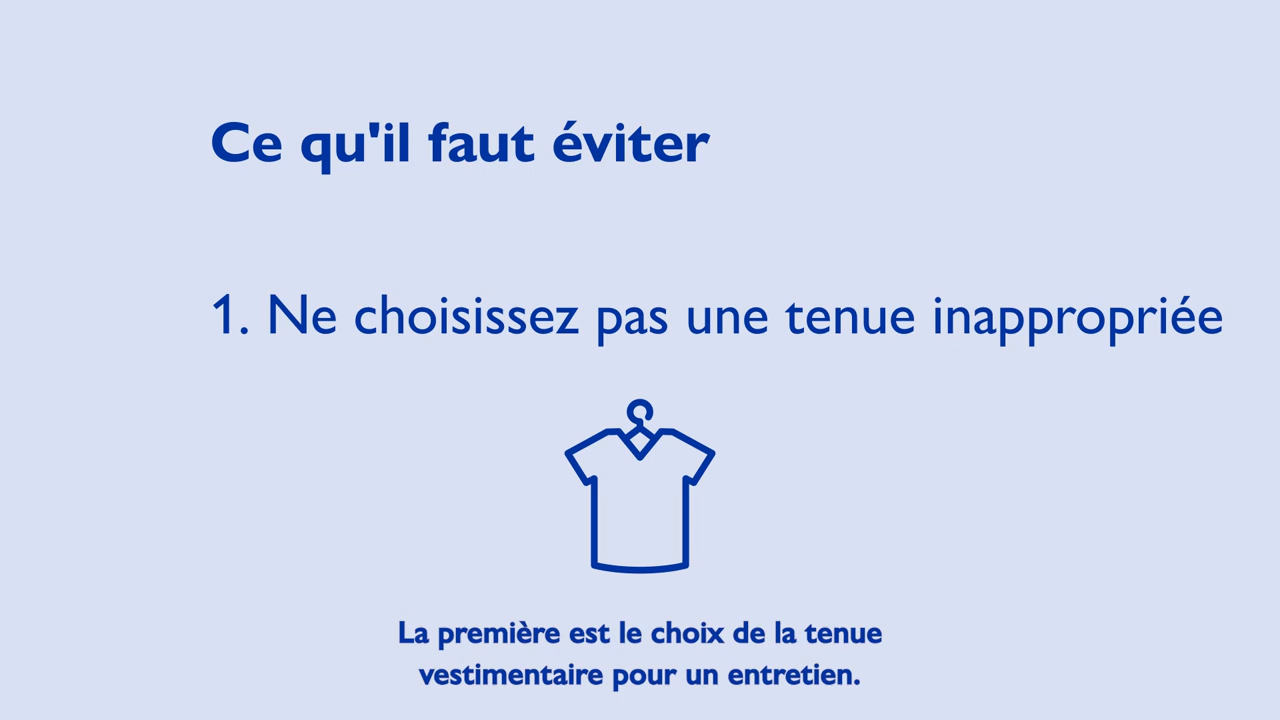 Ce qu'il faut éviter
1. Ne choisissez pas une tenue inappropriée
La première est le choix de la tenue
vestimentaire pour un entretien.